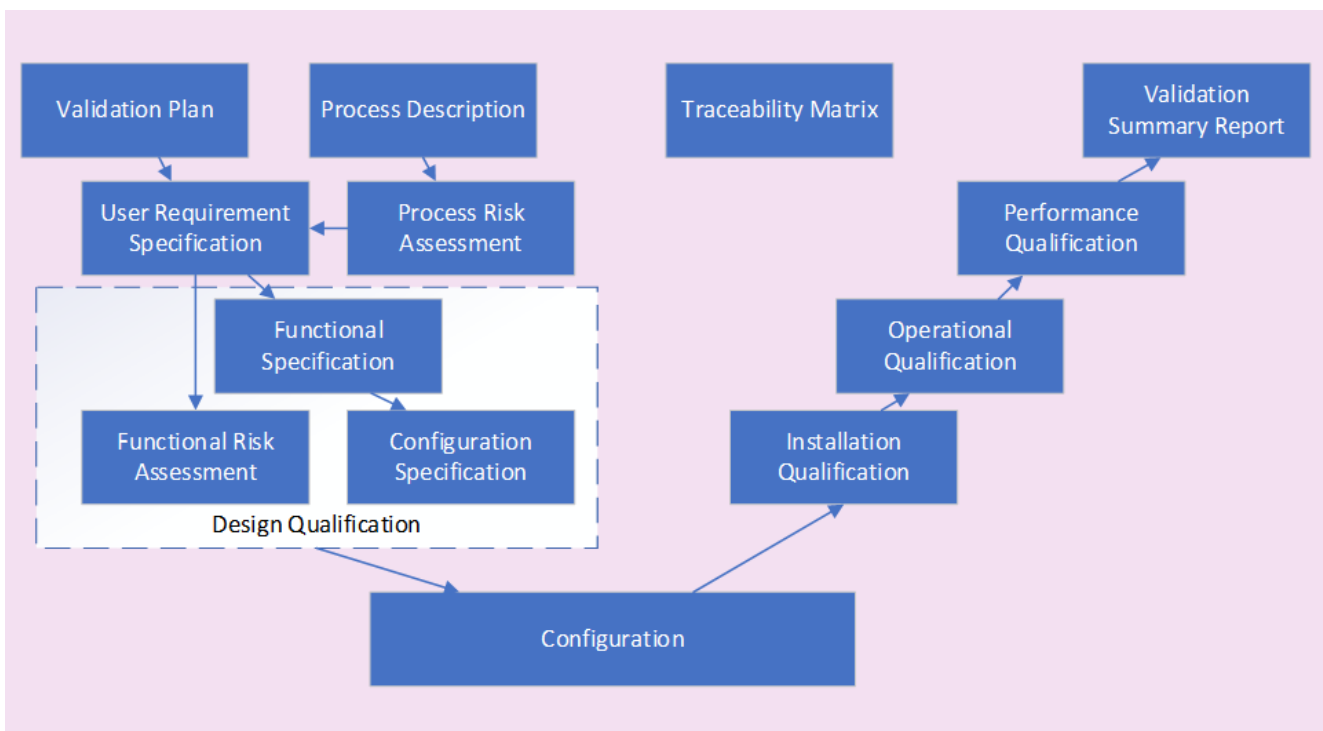 Validation Plan
Process Description
Traceability Matrix
Validation
Summary Report
User Requirement
Specification
Process Risk
Assessment
Performance
Qualification
Functional
Specification
Operational
Qualification
Functional Risk
Assessment
Configuration
Specification
Installation
Qualification
Design Qualification
Configuration